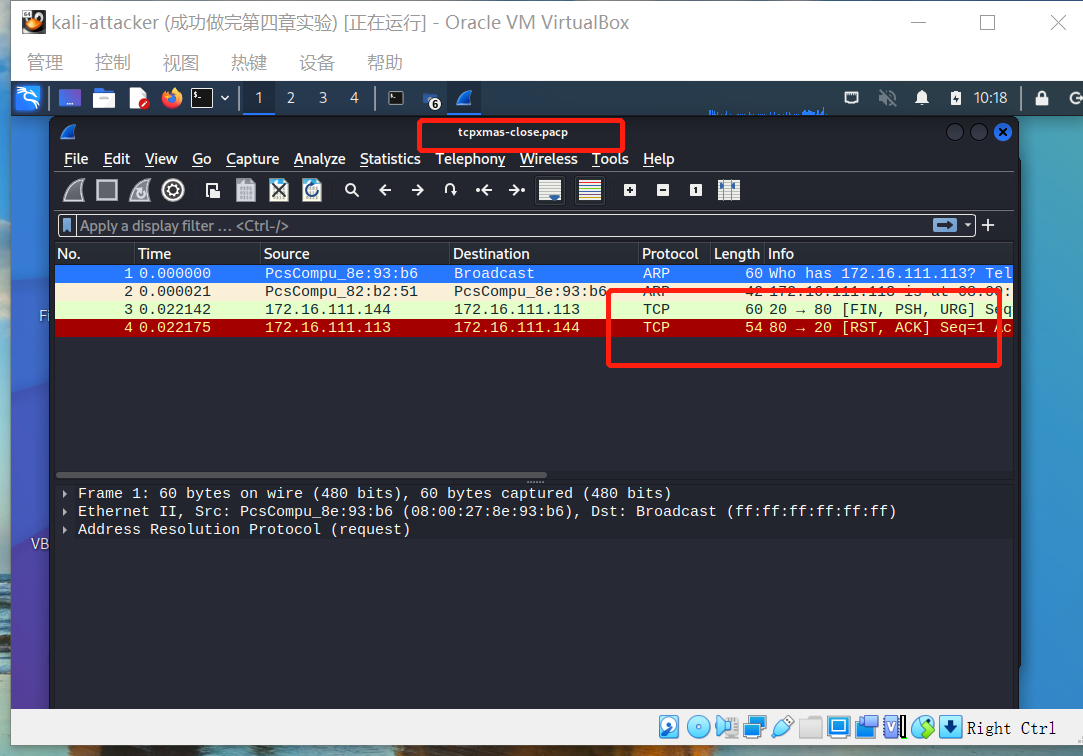 kali-attacker (成功做完第四章实验) [正在运行] - Oracle VM VirtualBox
管理 控制 视图 热键 设备 帮助
1 2 3 4 6 10:18
tcpxmas-close.pacp
File Edit View Go Capture Analyze Statistics Telephony Wireless Tools Help
Apply a display filter ... <Ctrl-/>
No. Time Source Destination Protocol Length Info
1 0.000000 PcsCompu_8e:93:b6 Broadcast ARP 60 Who has 172.16.111.113? Tel
2 0.000021 PcsCompu_82:b2:51 PcsCompu_8e:93:b6 ARP 42 172.16.111.113 is at 08:00:
3 0.022142 172.16.111.144 172.16.111.113 TCP 60 20 → 80 [FIN, PSH, URG] Seq
4 0.022175 172.16.111.113 172.16.111.144 TCP 54 80 → 20 [RST, ACK] Seq=1 Ac
Fi
VB
Frame 1: 60 bytes on wire (480 bits), 60 bytes captured (480 bits)
Ethernet II, Src: PcsCompu_8e:93:b6 (08:00:27:8e:93:b6), Dst: Broadcast (ff:ff:ff:ff:ff:ff)
Address Resolution Protocol (request)
Right Ctrl